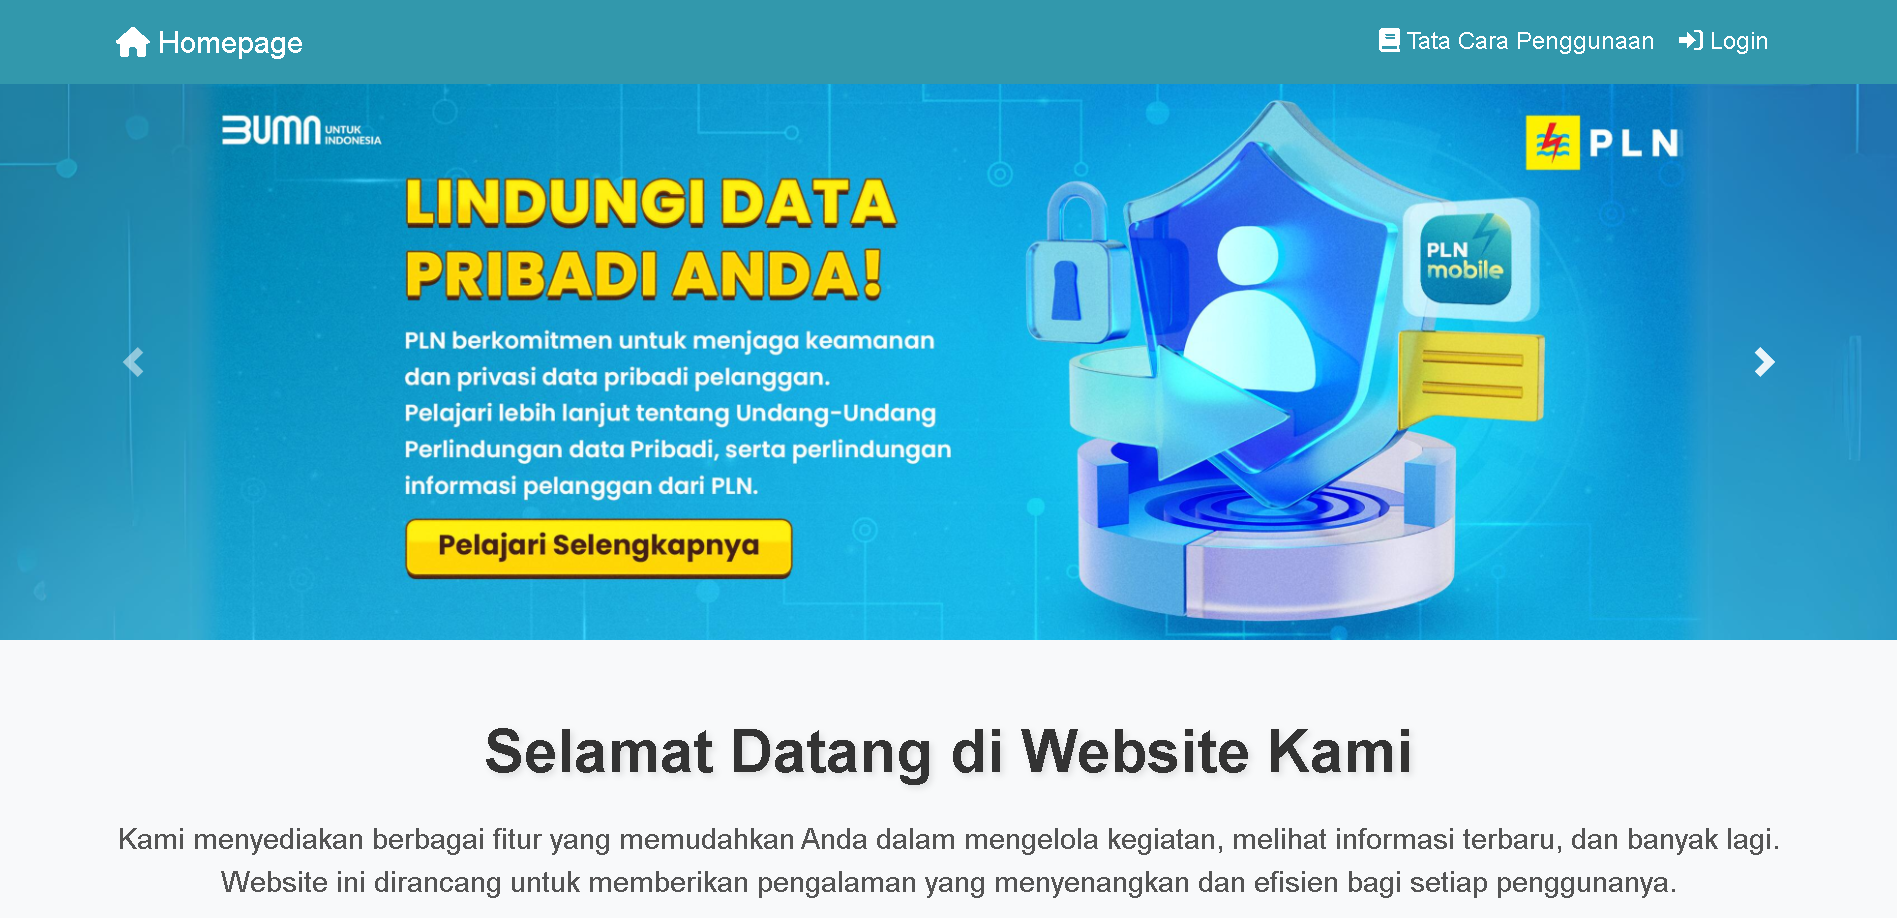 Homepage
Tata Cara Penggunaan
Login
BUMN UNTUK INDONESIA
PLN
LINDUNGI DATA
PRIBADI ANDA!
PLN mobile
PLN berkomitmen untuk menjaga keamanan
dan privasi data pribadi pelanggan.
Pelajari lebih lanjut tentang Undang-Undang
Perlindungan data Pribadi, serta perlindungan
informasi pelanggan dari PLN.
Pelajari Selengkapnya
Selamat Datang di Website Kami
Kami menyediakan berbagai fitur yang memudahkan Anda dalam mengelola kegiatan, melihat informasi terbaru, dan banyak lagi.
Website ini dirancang untuk memberikan pengalaman yang menyenangkan dan efisien bagi setiap penggunanya.